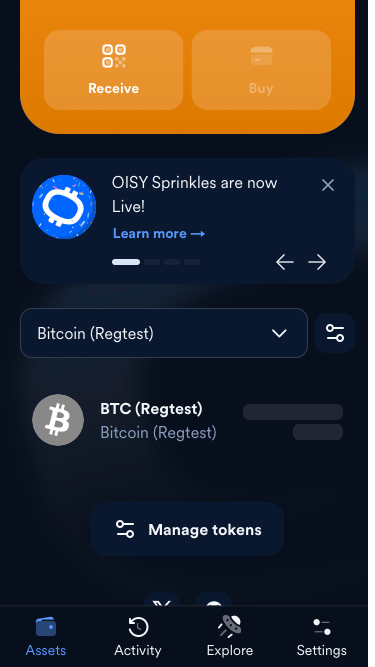 Receive
Buy
OISY Sprinkles are now
Live!
Learn more →
Bitcoin (Regtest)
BTC (Regtest)
Bitcoin (Regtest)
Manage tokens
Assets
Activity
Explore
Settings